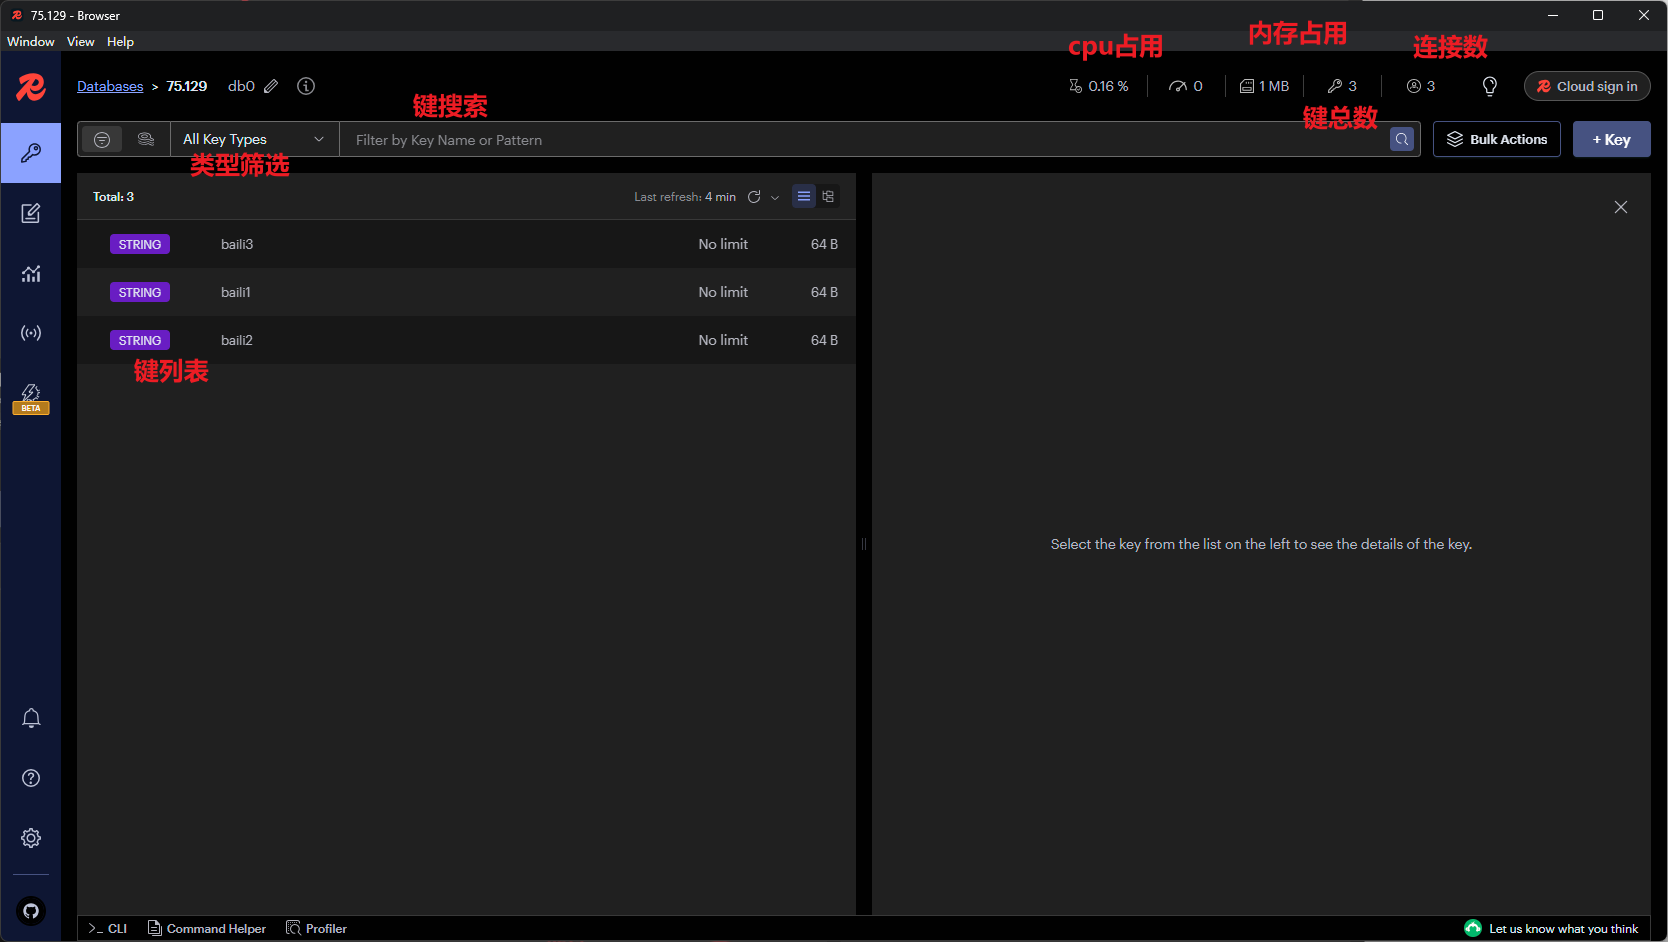 75.129 - Browser
Window View Help
cpu占用
内存占用
连接数
Databases > 75.129 db0
0.16 % 0 1 MB 3 3 Cloud sign in
键搜索
键总数
All Key Types Filter by Key Name or Pattern Bulk Actions + Key
类型筛选
Total: 3 Last refresh: 4 min
STRING baili3 No limit 64 B
STRING baili1 No limit 64 B
STRING baili2 No limit 64 B
键列表
BETA
Select the key from the list on the left to see the details of the key.
>_ CLI Command Helper Profiler Let us know what you think